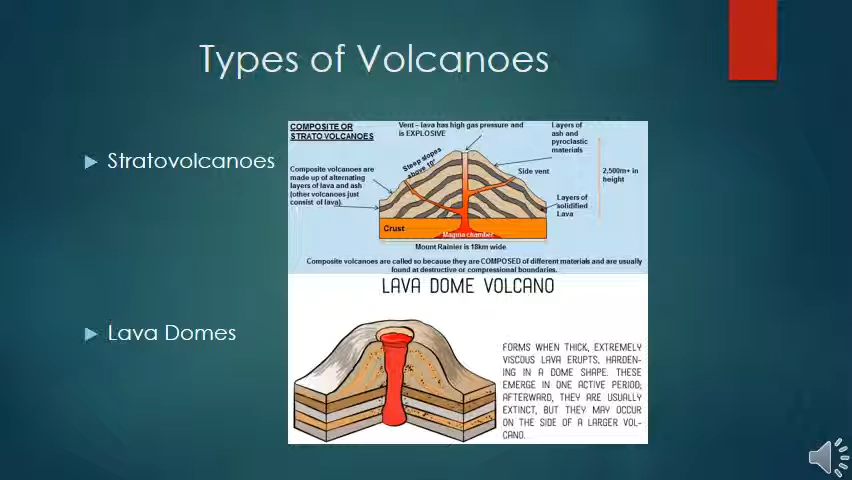 Types of Volcanoes
Stratovolcanoes
COMPOSITE OR
STRATO VOLCANOES
Vent – lava has high gas pressure and
is EXPLOSIVE
Layers of
ash and
pyroclastic
materials
Steep slopes
above 10°
Composite volcanoes are
made up of alternating
layers of lava and ash
(other volcanoes just
consist of lava).
Side vent
2,500m+ in
height
Layers of
solidified
Lava
Crust
Magma chamber
Mount Rainier is 18km wide
Composite volcanoes are called so because they are COMPOSED of different materials and are usually
found at destructive or compressional boundaries.
LAVA DOME VOLCANO
Lava Domes
FORMS WHEN THICK, EXTREMELY
VISCOUS LAVA ERUPTS, HARDEN-
ING IN A DOME SHAPE. THESE
EMERGE IN ONE ACTIVE PERIOD;
AFTERWARD, THEY ARE USUALLY
EXTINCT, BUT THEY MAY OCCUR
ON THE SIDE OF A LARGER VOL-
CANO.